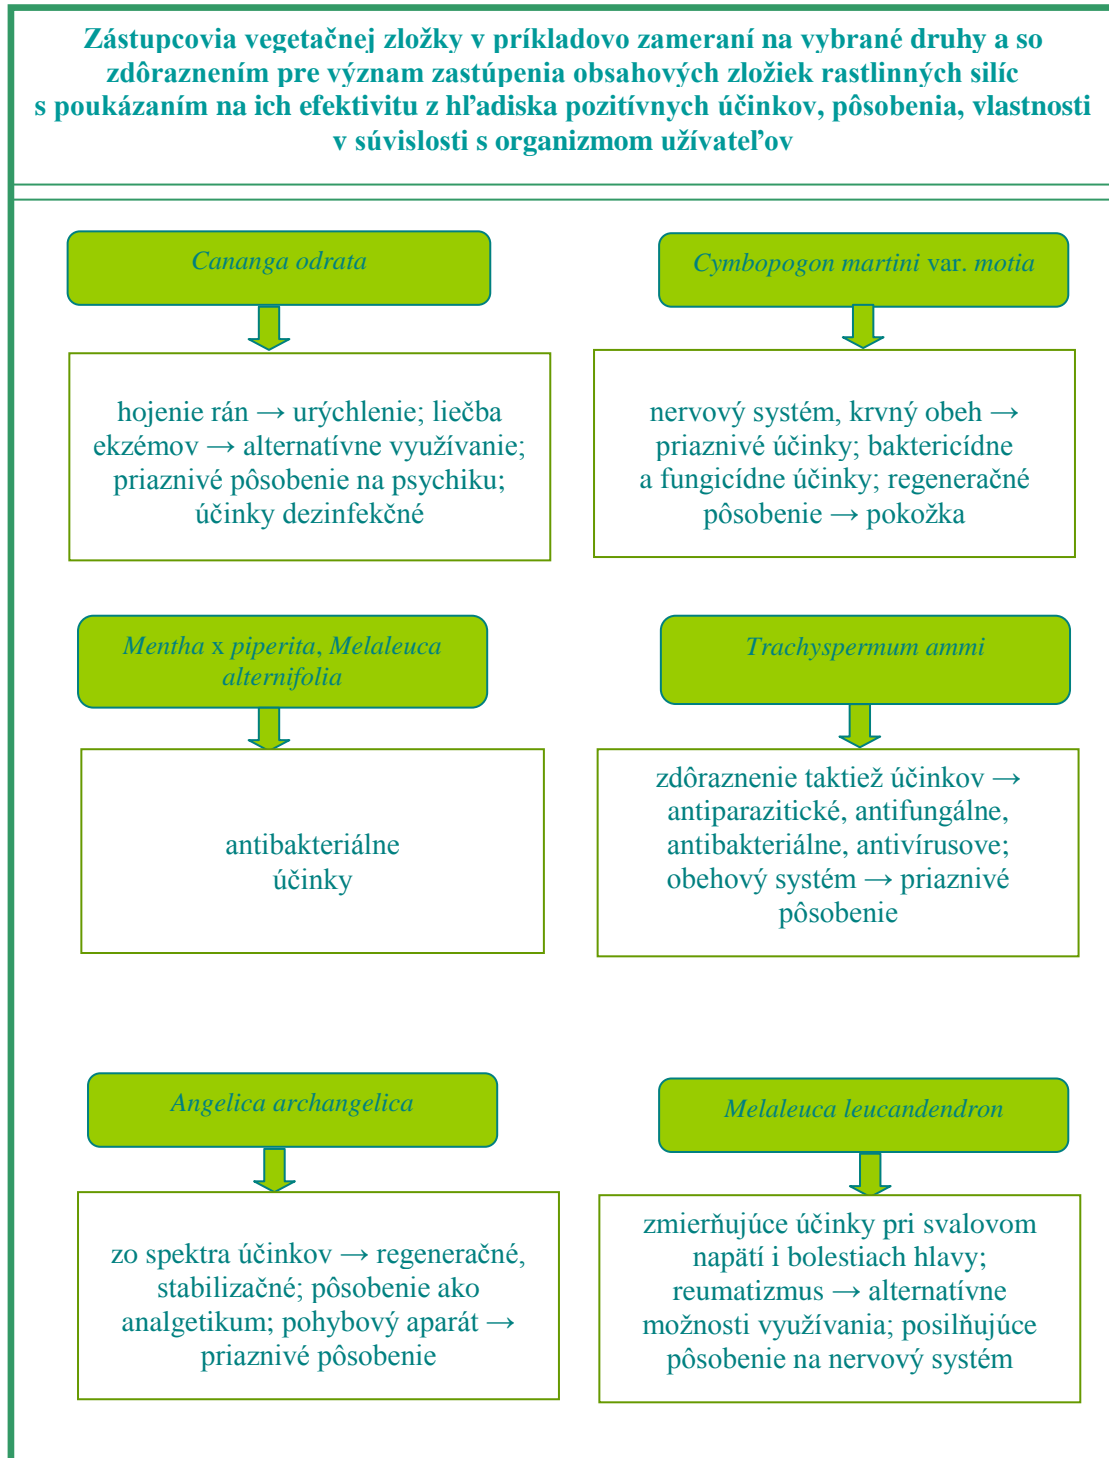 Zástupcovia vegetačnej zložky v príkladovo zameraní na vybrané druhy a so
zdôraznením pre význam zastúpenia obsahových zložiek rastlinných silíc
s poukázaním na ich efektivitu z hľadiska pozitívnych účinkov, pôsobenia, vlastnosti
v súvislosti s organizmom užívateľov
Cananga odrata
hojenie rán → urýchlenie; liečba
ekzémov → alternatívne využívanie;
priaznivé pôsobenie na psychiku;
účinky dezinfekčné
Cymbopogon martini var. motia
nervový systém, krvný obeh →
priaznivé účinky; baktericídne
a fungicídne účinky; regeneračné
pôsobenie → pokožka
Mentha x piperita, Melaleuca
alternifolia
antibakteriálne
účinky
Trachyspermum ammi
zdôraznenie taktiež účinkov →
antiparazitické, antifungálne,
antibakteriálne, antivírusove;
obehový systém → priaznivé
pôsobenie
Angelica archangelica
zo spektra účinkov → regeneračné,
stabilizačné; pôsobenie ako
analgetikum; pohybový aparát →
priaznivé pôsobenie
Melaleuca leucandendron
zmierňujúce účinky pri svalovom
napätí i bolestiach hlavy;
reumatizmus → alternatívne
možnosti využívania; posilňujúce
pôsobenie na nervový systém